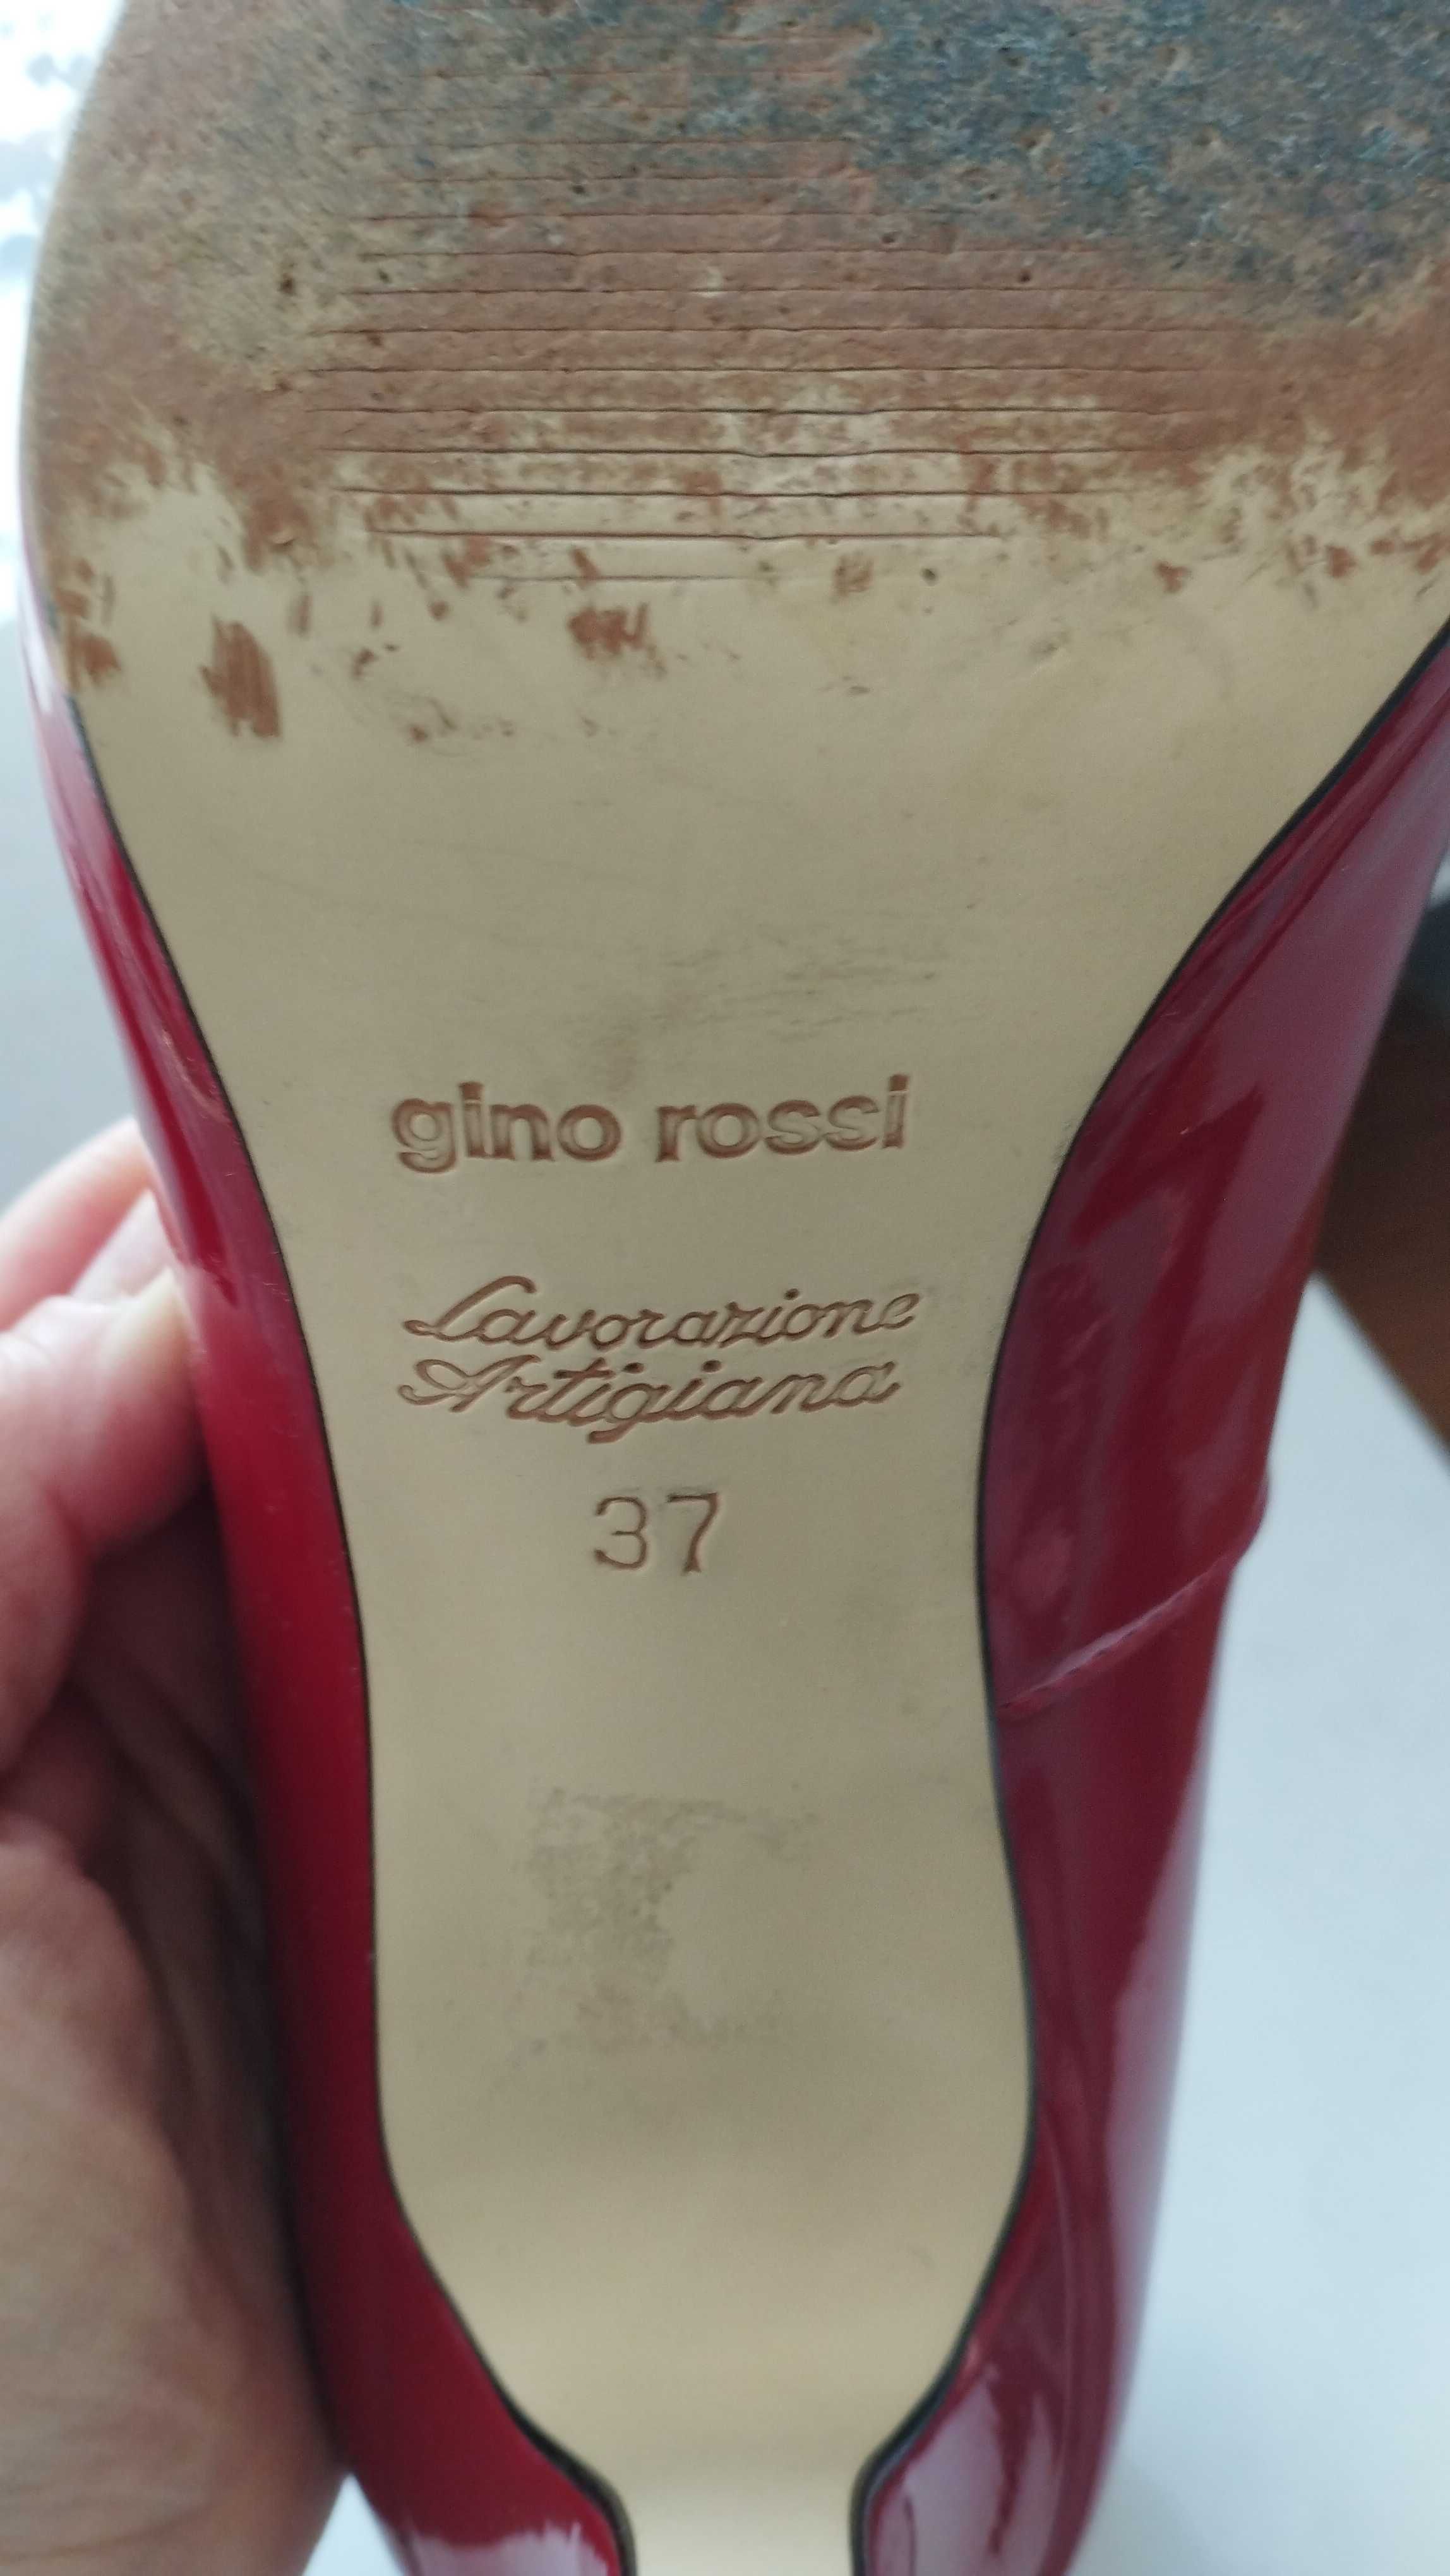 gino rossi
Lavorazione
Artigiana
37